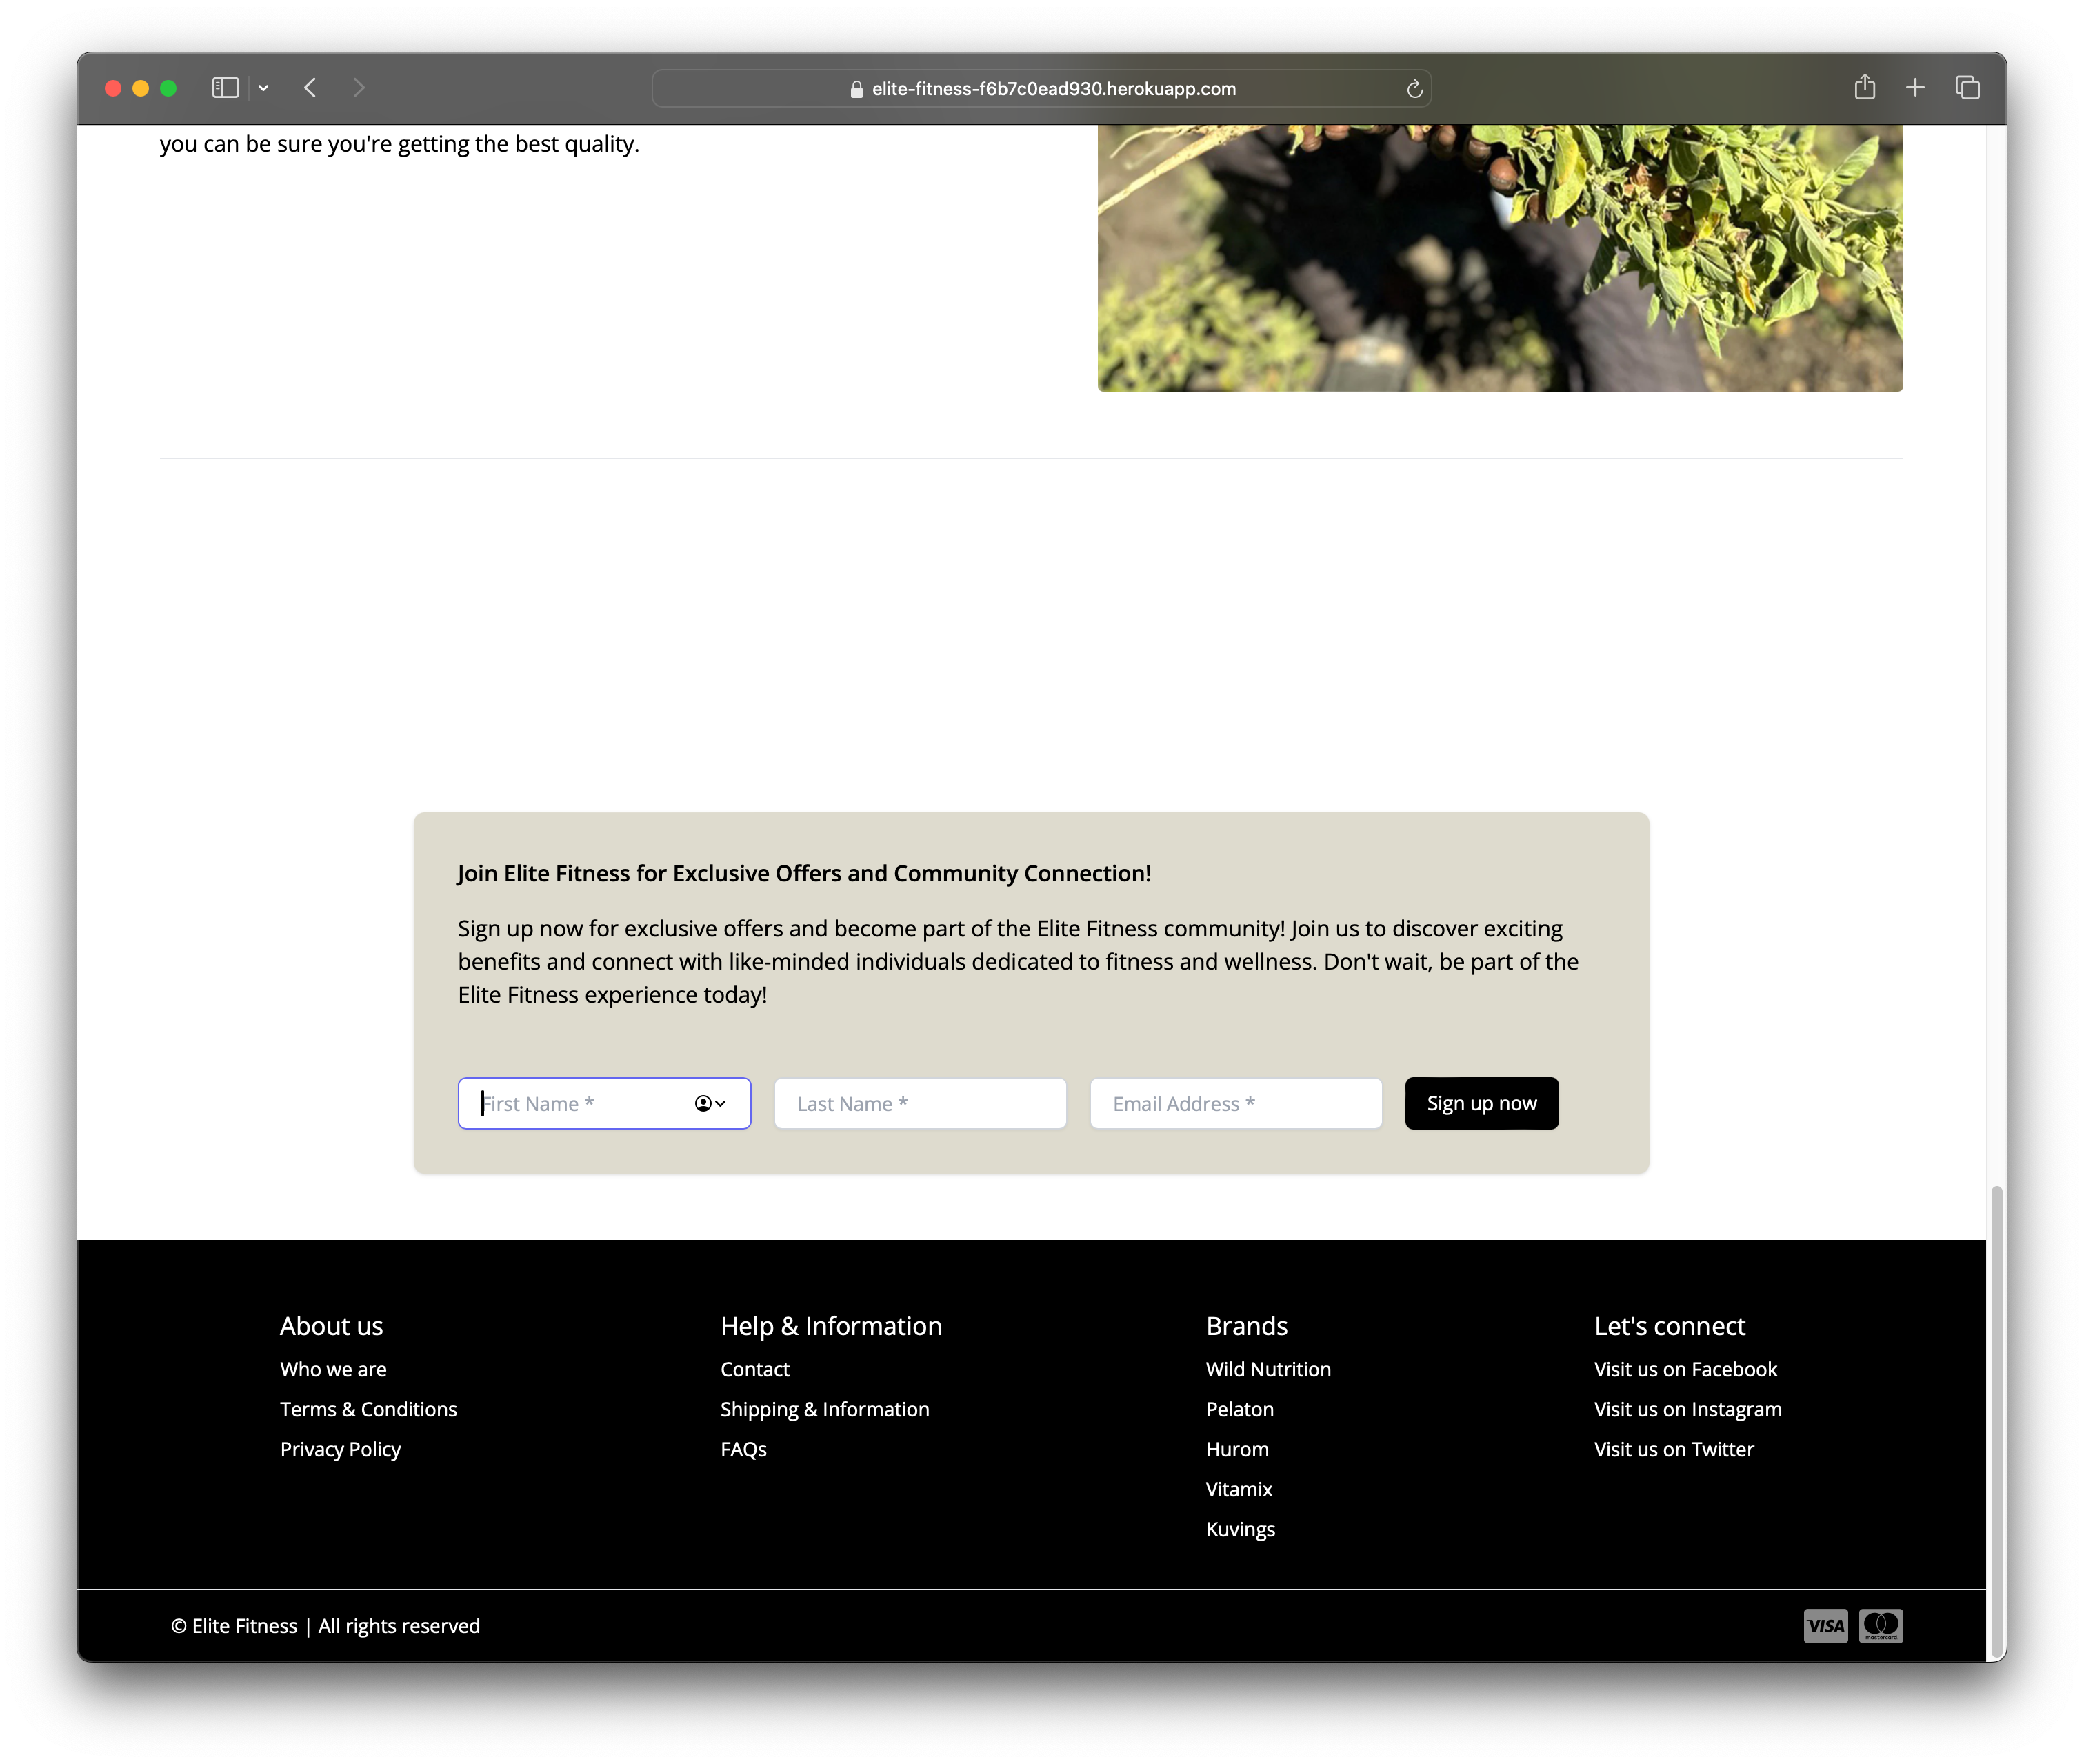 elite-fitness-f6b7c0ead930.herokuapp.com
you can be sure you're getting the best quality.
Join Elite Fitness for Exclusive Offers and Community Connection!
Sign up now for exclusive offers and become part of the Elite Fitness community! Join us to discover exciting
benefits and connect with like-minded individuals dedicated to fitness and wellness. Don't wait, be part of the
Elite Fitness experience today!
First Name *
Last Name *
Email Address *
Sign up now
About us
Who we are
Terms & Conditions
Privacy Policy
Help & Information
Contact
Shipping & Information
FAQs
Brands
Wild Nutrition
Pelaton
Hurom
Vitamix
Kuvings
Let's connect
Visit us on Facebook
Visit us on Instagram
Visit us on Twitter
© Elite Fitness | All rights reserved
VISA
mastercard